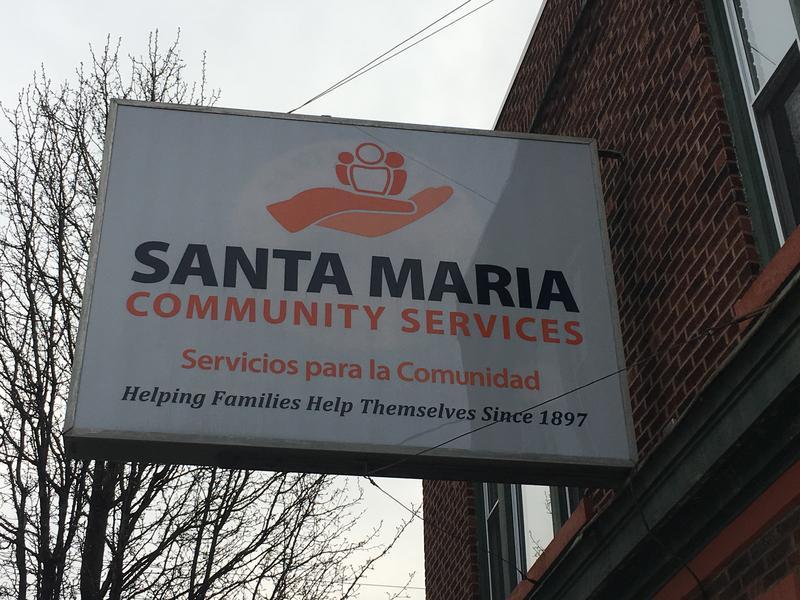 SANTA MARIA
COMMUNITY SERVICES
Servicios para la Comunidad
Helping Families Help Themselves Since 1897